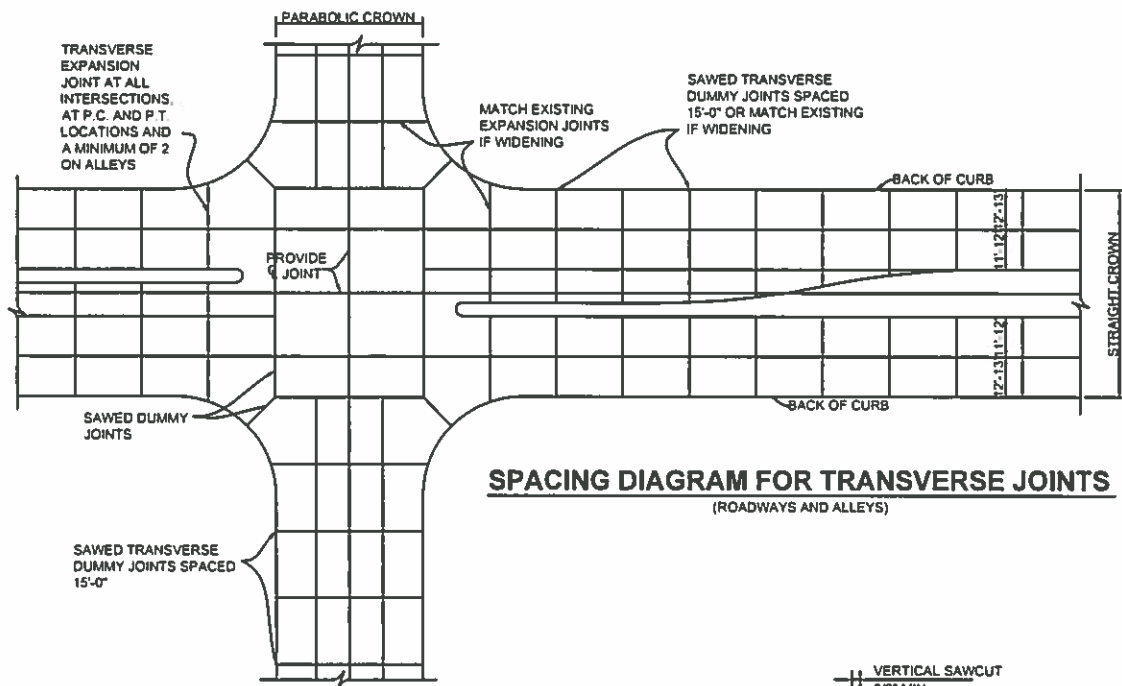 PARABOLIC CROWN
TRANSVERSE
EXPANSION
JOINT AT ALL
INTERSECTIONS,
AT P.C. AND P.T.
LOCATIONS AND
A MINIMUM OF 2
ON ALLEYS
MATCH EXISTING
EXPANSION JOINTS
IF WIDENING
SAWED TRANSVERSE
DUMMY JOINTS SPACED
15'-0" OR MATCH EXISTING
IF WIDENING
BACK OF CURB
12'-13'
11'-12'
PROVIDE
℄ JOINT
STRAIGHT CROWN
11'-12'
12'-13'
BACK OF CURB
SAWED DUMMY
JOINTS
SPACING DIAGRAM FOR TRANSVERSE JOINTS
(ROADWAYS AND ALLEYS)
SAWED TRANSVERSE
DUMMY JOINTS SPACED
15'-0"
VERTICAL SAWCUT